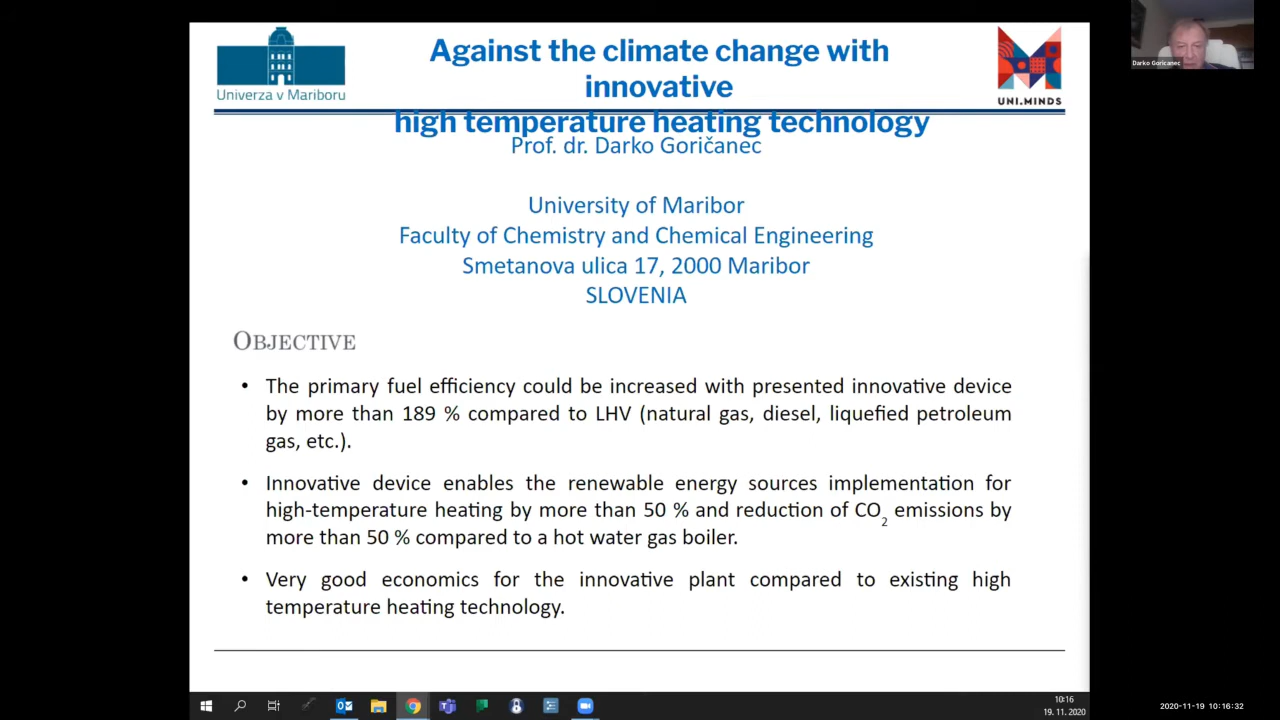 Against the climate change with
innovative
high temperature heating technology
Univerza v Mariboru
UNI.MINDS
Darko Goricanec
Prof. dr. Darko Goričanec
University of Maribor
Faculty of Chemistry and Chemical Engineering
Smetanova ulica 17, 2000 Maribor
SLOVENIA
OBJECTIVE
• The primary fuel efficiency could be increased with presented innovative device
by more than 189 % compared to LHV (natural gas, diesel, liquefied petroleum
gas, etc.).
• Innovative device enables the renewable energy sources implementation for
high-temperature heating by more than 50 % and reduction of CO2 emissions by
more than 50 % compared to a hot water gas boiler.
• Very good economics for the innovative plant compared to existing high
temperature heating technology.
10:16
19. 11. 2020
2020-11-19 10:16:32